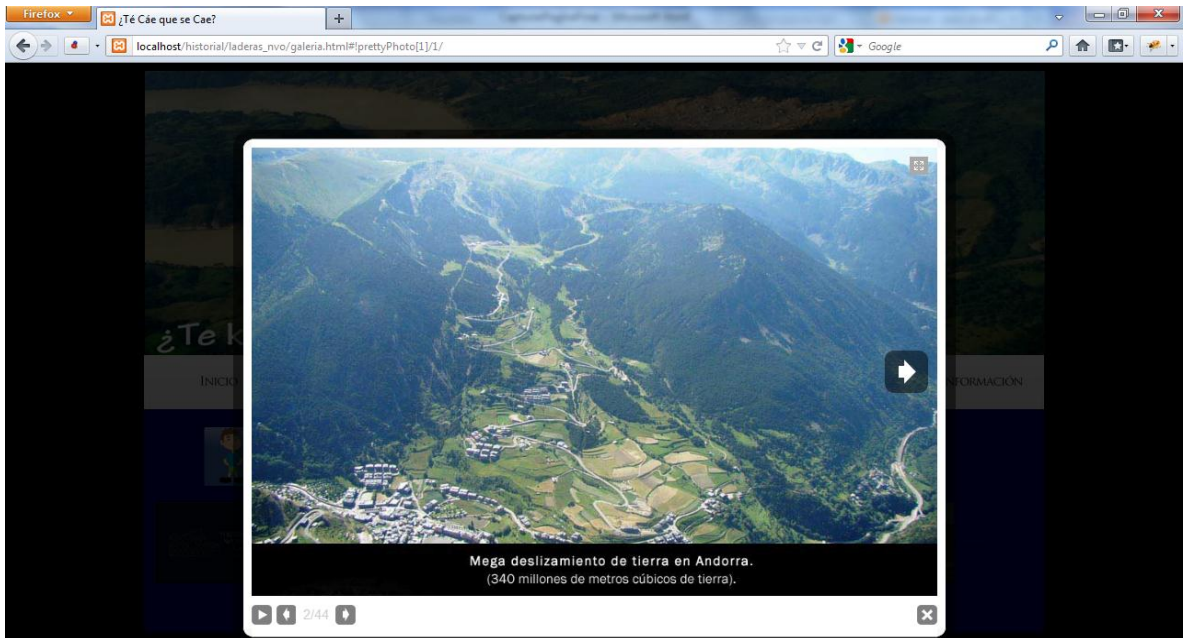 Firefox
¿Té Cáe que se Cae?
localhost/historial/laderas_nvo/galeria.html#!prettyPhoto[1]/1/
Google
¿Te
INICIO
Mega deslizamiento de tierra en Andorra.
(340 millones de metros cúbicos de tierra).
2/44